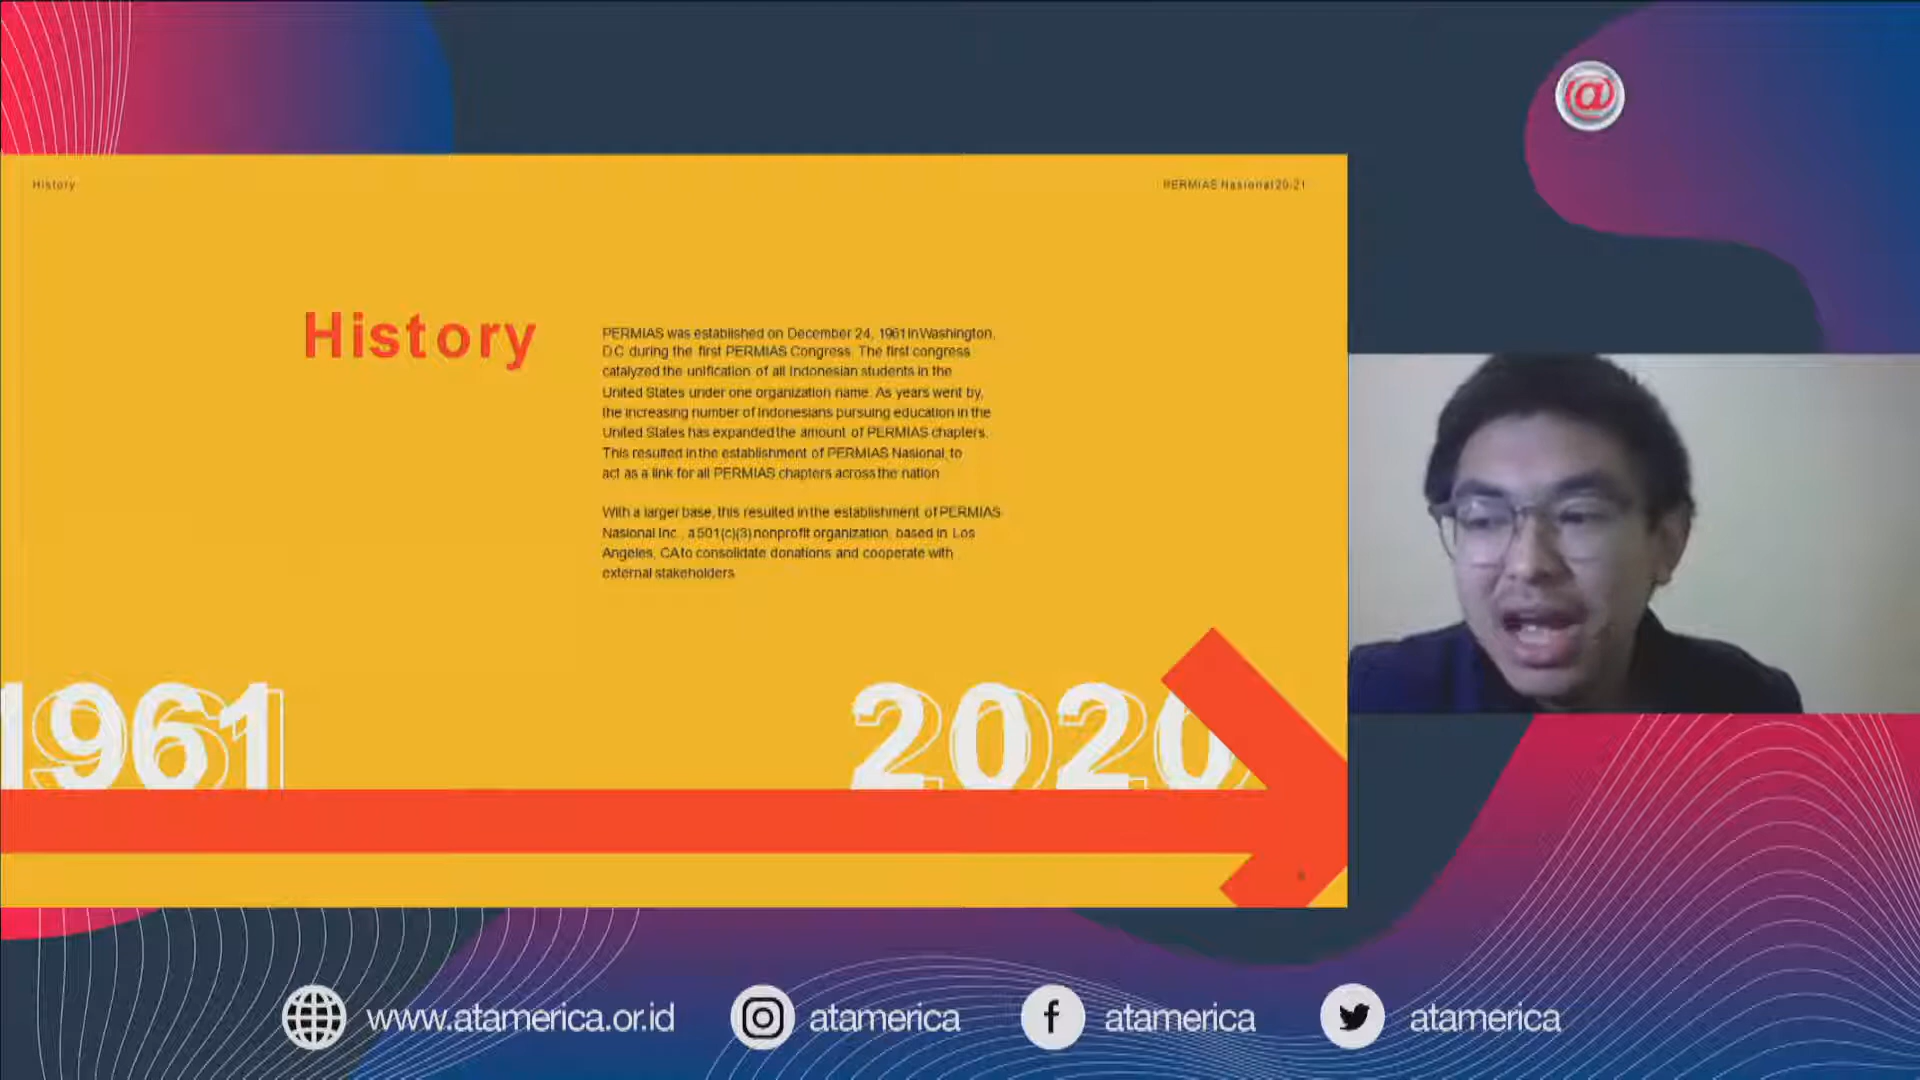 @
History
PERMIAS Nasional 20-21
History
PERMIAS was established on December 24, 1961 in Washington,
D.C during the first PERMIAS Congress. The first congress
catalyzed the unification of all Indonesian students in the
United States under one organization name. As years went by,
the increasing number of Indonesians pursuing education in the
United States has expanded the amount of PERMIAS chapters.
This resulted in the establishment of PERMIAS Nasional, to
act as a link for all PERMIAS chapters across the nation
With a larger base, this resulted in the establishment of PERMIAS
Nasional Inc., a 501(c)(3) nonprofit organization, based in Los
Angeles, CA to consolidate donations and cooperate with
external stakeholders
1961
2020
www.atamerica.or.id
atamerica
atamerica
atamerica